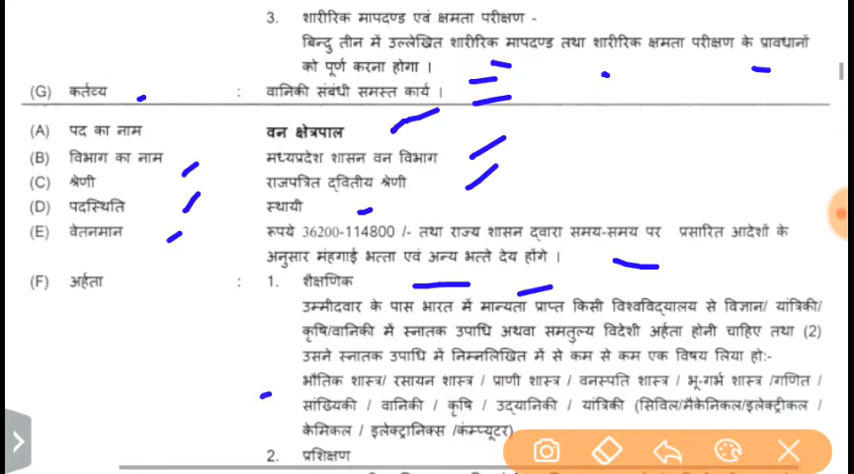 3. शारीरिक मापदण्ड एवं क्षमता परीक्षण -
बिन्दु तीन में उल्लेखित शारीरिक मापदण्ड तथा शारीरिक क्षमता परीक्षण के प्रावधानों
को पूर्ण करना होगा ।
(G) कर्तव्य : वानिकी संबंधी समस्त कार्य ।
(A) पद का नाम वन क्षेत्रपाल
(B) विभाग का नाम मध्यप्रदेश शासन वन विभाग
(C) श्रेणी राजपत्रित द्वितीय श्रेणी
(D) पदस्थिति स्थायी
(E) वेतनमान रूपये 36200-114800 /- तथा राज्य शासन द्वारा समय-समय पर प्रसारित आदेशों के
अनुसार मंहगाई भत्ता एवं अन्य भत्ते देय होंगे ।
(F) अर्हता : 1. शैक्षणिक
उम्मीदवार के पास भारत में मान्यता प्राप्त किसी विश्वविद्यालय से विज्ञान/ यांत्रिकी/
कृषि/वानिकी में स्नातक उपाधि अथवा समतुल्य विदेशी अर्हता होनी चाहिए तथा (2)
उसने स्नातक उपाधि में निम्नलिखित में से कम से कम एक विषय लिया हो:-
भौतिक शास्त्र/ रसायन शास्त्र / प्राणी शास्त्र / वनस्पति शास्त्र / भू-गर्भ शास्त्र /गणित /
सांख्यिकी / वानिकी / कृषि / उद्यानिकी / यांत्रिकी (सिविल/मैकेनिकल/इलेक्ट्रीकल /
केमिकल / इलेक्ट्रानिक्स /कंम्प्यूटर)
2. प्रशिक्षण